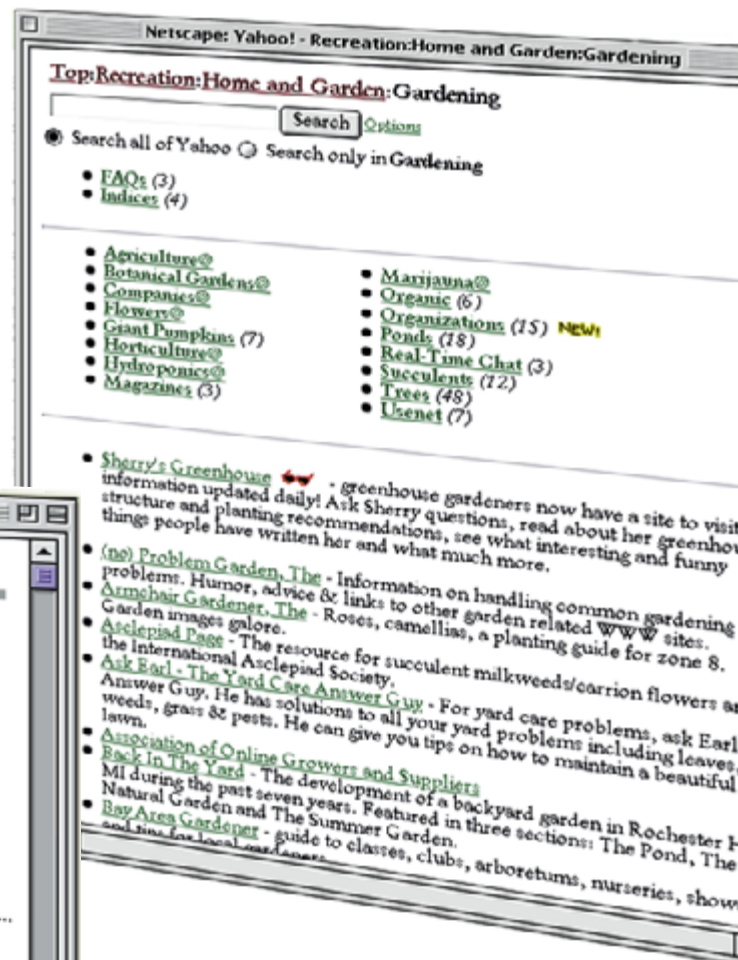 Netscape: Yahoo! - Recreation:Home and Garden:Gardening
Top:Recreation:Home and Garden:Gardening
Search Options
Search all of Yahoo Search only in Gardening
FAQs (3)
Indices (4)
Agriculture@
Botanical Gardens@
Companies@
Flowers@
Giant Pumpkins (7)
Horticulture@
Hydroponics@
Magazines (3)
Marijauna@
Organic (6)
Organizations (15) NEW!
Ponds (18)
Real-Time Chat (3)
Succulents (12)
Trees (48)
Usenet (7)
Sherry's Greenhouse - greenhouse gardeners now have a site to visit
information updated daily! Ask Sherry questions, read about her greenhou
structure and planting recommendations, see what interesting and funny
things people have written her and what much more.
(no) Problem Garden, The - Information on handling common gardening
problems. Humor, advice & links to other garden related WWW sites.
Armchair Gardener, The - Roses, camellias, a planting guide for zone 8.
Garden images galore.
Asclepiad Page - The resource for succulent milkweeds/carrion flowers an
the International Asclepiad Society.
Ask Earl - The Yard Care Answer Guy - For yard care problems, ask Earl
Answer Guy. He has solutions to all your yard problems including leaves,
weeds, grass & pests. He can give you tips on how to maintain a beautiful
lawn.
Association of Online Growers and Suppliers
Back In The Yard - The development of a backyard garden in Rochester H
MI during the past seven years. Featured in three sections: The Pond, The
Natural Garden and The Summer Garden.
Bay Area Gardener - guide to classes, clubs, arboretums, nurseries, show
and tips for local gardeners
...